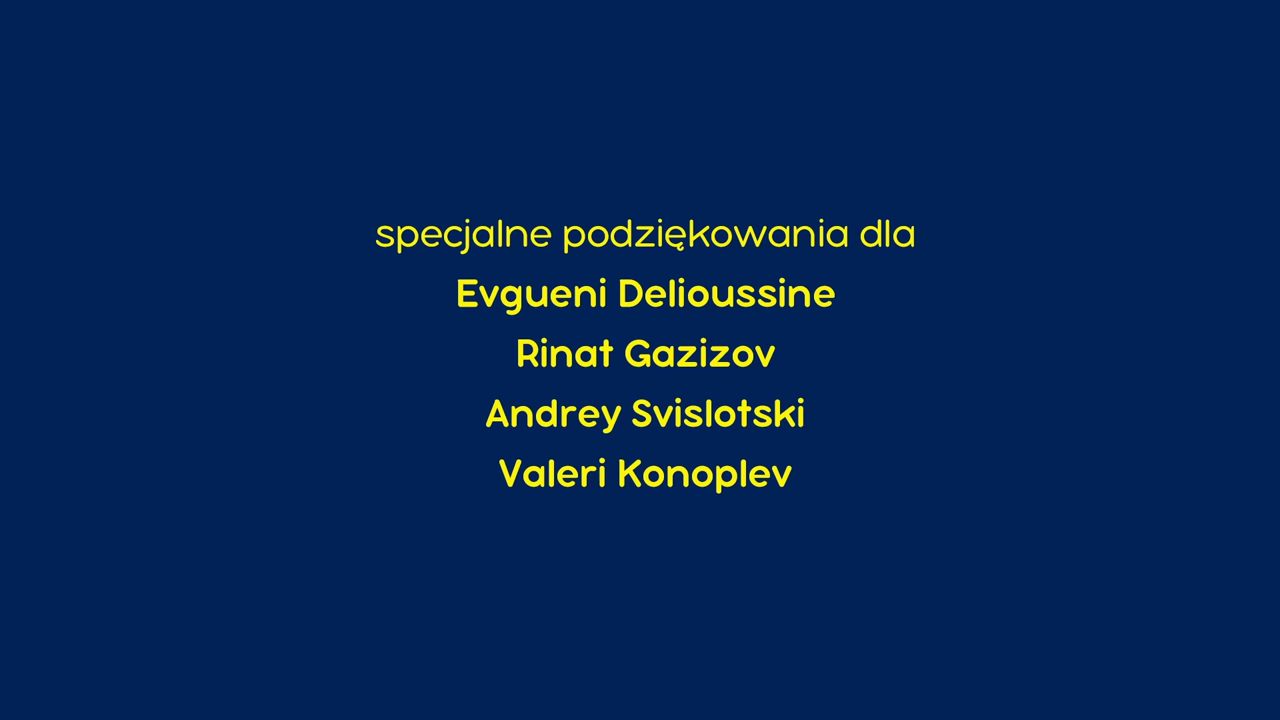 specjalne podziękowania dla
Evgueni Delioussine
Rinat Gazizov
Andrey Svislotski
Valeri Konoplev